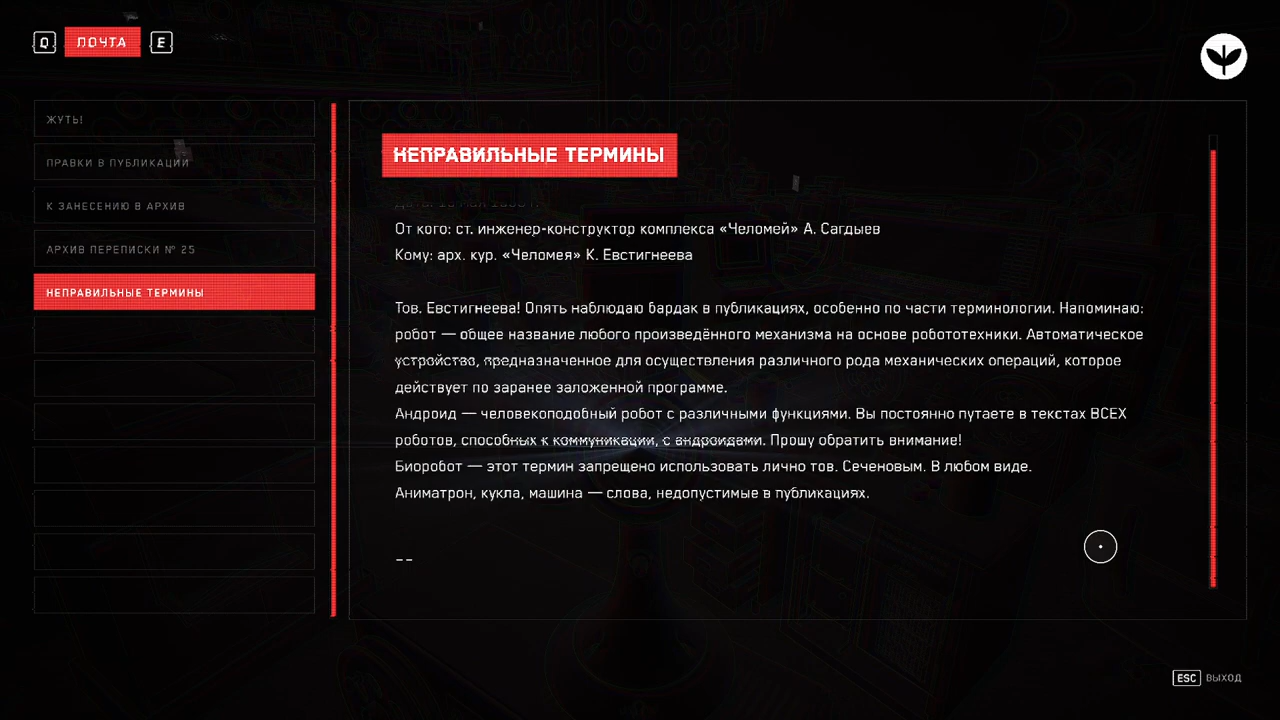 Q ПОЧТА E
ЖУТЬ!
ПРАВКИ В ПУБЛИКАЦИИ
К ЗАНЕСЕНИЮ В АРХИВ
АРХИВ ПЕРЕПИСКИ № 25
НЕПРАВИЛЬНЫЕ ТЕРМИНЫ
НЕПРАВИЛЬНЫЕ ТЕРМИНЫ
От кого: ст. инженер-конструктор комплекса «Челомей» А. Сагдыев
Кому: арх. кур. «Челомея» К. Евстигнеева
Тов. Евстигнеева! Опять наблюдаю бардак в публикациях, особенно по части терминологии. Напоминаю:
робот — общее название любого произведённого механизма на основе робототехники. Автоматическое
устройство, предназначенное для осуществления различного рода механических операций, которое
действует по заранее заложенной программе.
Андроид — человекоподобный робот с различными функциями. Вы постоянно путаете в текстах ВСЕХ
роботов, способных к коммуникации, с андроидами. Прошу обратить внимание!
Биоробот — этот термин запрещено использовать лично тов. Сеченовым. В любом виде.
Аниматрон, кукла, машина — слова, недопустимые в публикациях.
--
ESC ВЫХОД